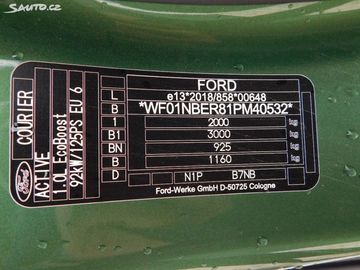 Sauto.cz
FORD
e13*2018/858*00648
*WF01NBER81PM40532*
L
B
1 2000 kg
B1 3000 kg
BN 925 kg
B 1160 kg
D N1P B7NB
Ford-Werke GmbH D-50725 Cologne
COURIER
ACTIVE
1.0L EcoBoost
92KW/125PS EU 6
Ford